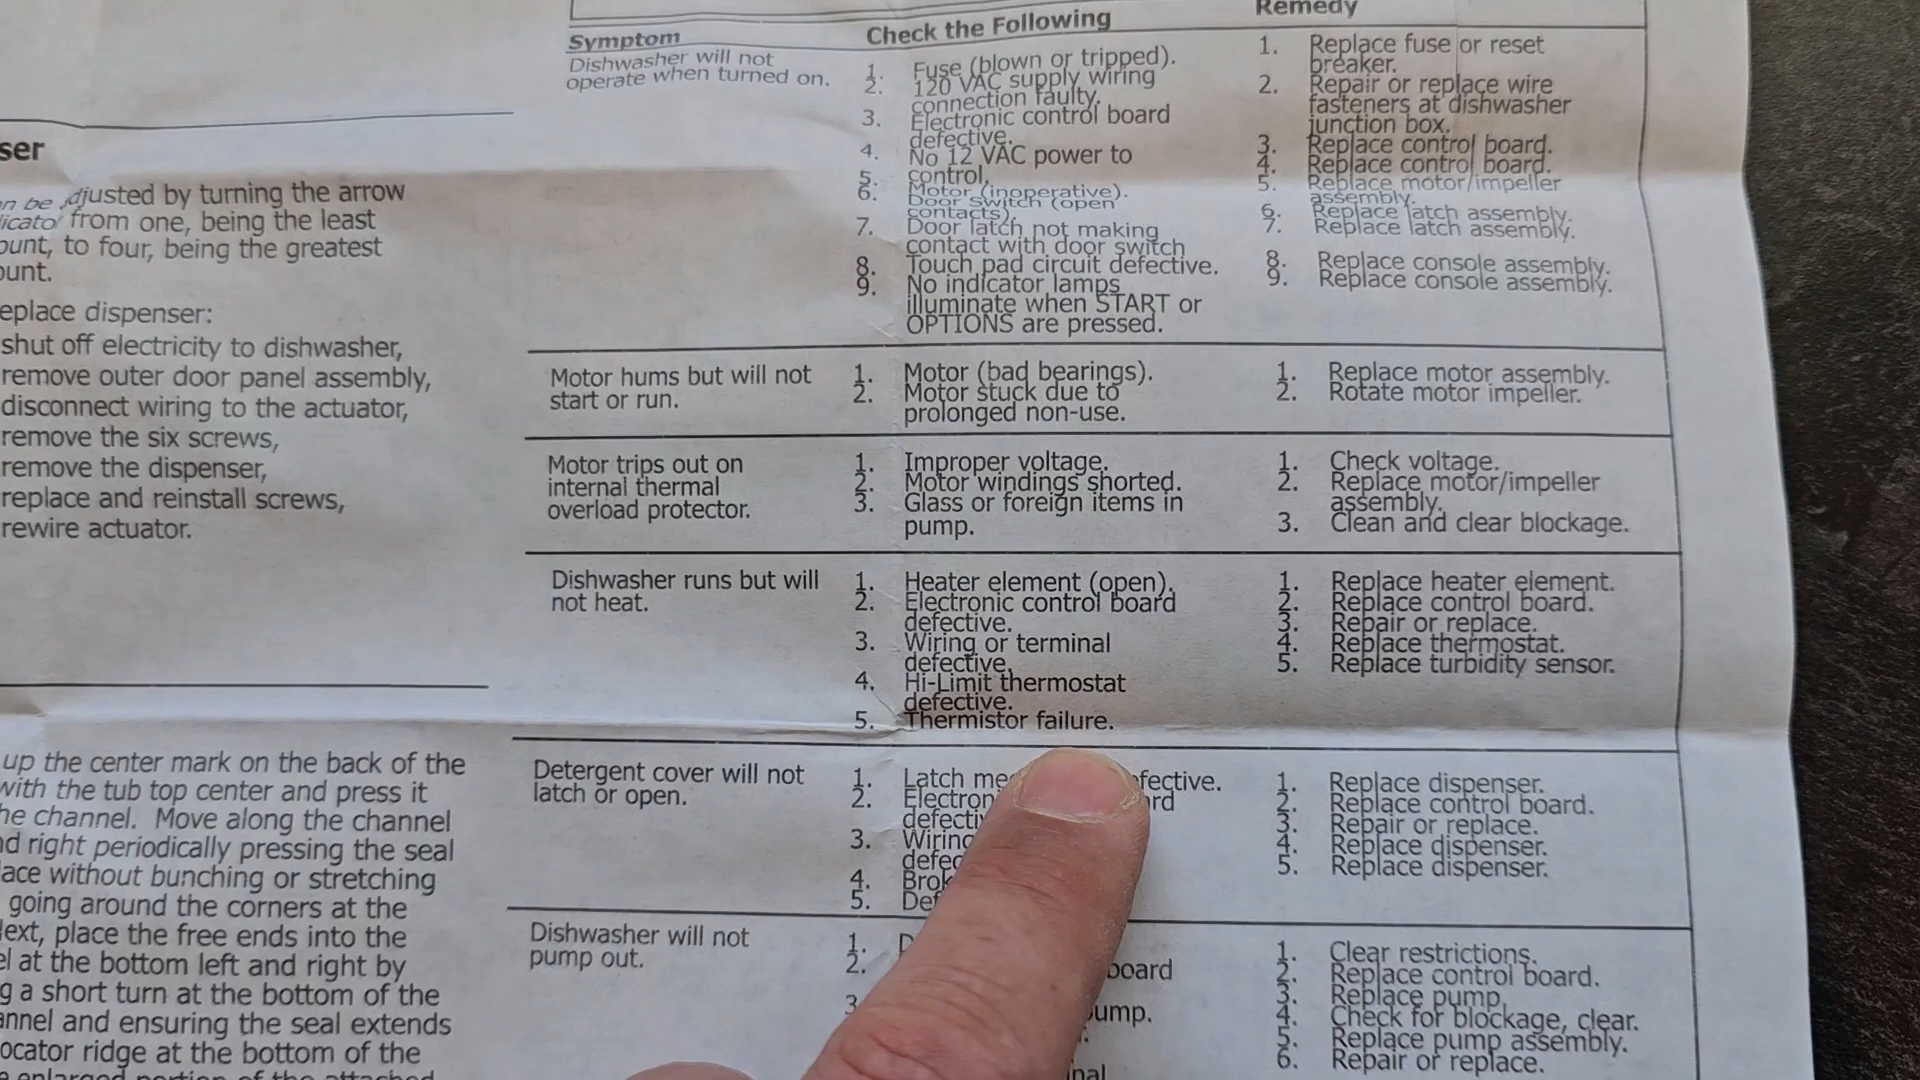 ser
djusted by turning the arrow
from one, being the least
ount, to four, being the greatest
ount.
eplace dispenser:
shut off electricity to dishwasher,
remove outer door panel assembly,
disconnect wiring to the actuator,
remove the six screws,
remove the dispenser,
replace and reinstall screws,
rewire actuator.
up the center mark on the back of the
with the tub top center and press it
he channel. Move along the channel
nd right periodically pressing the seal
lace without bunching or stretching
going around the corners at the
Next, place the free ends into the
el at the bottom left and right by
g a short turn at the bottom of the
annel and ensuring the seal extends
ocator ridge at the bottom of the
Symptom
Check the Following
Remedy
Dishwasher will not
operate when turned on.
1. Fuse (blown or tripped).
2. 120 VAC supply wiring
connection faulty.
3. Electronic control board
defective.
4. No 12 VAC power to
control.
5. Motor (inoperative).
6. Door Switch (open
contacts).
7. Door latch not making
contact with door switch
8. Touch pad circuit defective.
9. No indicator lamps
illuminate when START or
OPTIONS are pressed.
1. Replace fuse or reset
breaker.
2. Repair or replace wire
fasteners at dishwasher
junction box.
3. Replace control board.
4. Replace control board.
5. Replace motor/impeller
assembly.
6. Replace latch assembly.
7. Replace latch assembly.
8. Replace console assembly.
9. Replace console assembly.
Motor hums but will not
start or run.
1. Motor (bad bearings).
2. Motor stuck due to
prolonged non-use.
1. Replace motor assembly.
2. Rotate motor impeller.
Motor trips out on
internal thermal
overload protector.
1. Improper voltage.
2. Motor windings shorted.
3. Glass or foreign items in
pump.
1. Check voltage.
2. Replace motor/impeller
assembly.
3. Clean and clear blockage.
Dishwasher runs but will
not heat.
1. Heater element (open).
2. Electronic control board
defective.
3. Wiring or terminal
defective.
4. Hi-Limit thermostat
defective.
5. Thermistor failure.
1. Replace heater element.
2. Replace control board.
3. Repair or replace.
4. Replace thermostat.
5. Replace turbidity sensor.
Detergent cover will not
latch or open.
1. Latch me fective.
2. Electron rd
defecti
3. Wiring
defec
4. Brok
5. Def
1. Replace dispenser.
2. Replace control board.
3. Repair or replace.
4. Replace dispenser.
5. Replace dispenser.
Dishwasher will not
pump out.
1. D
2. board
3. ump.
nal
1. Clear restrictions.
2. Replace control board.
3. Replace pump.
4. Check for blockage, clear.
5. Replace pump assembly.
6. Repair or replace.